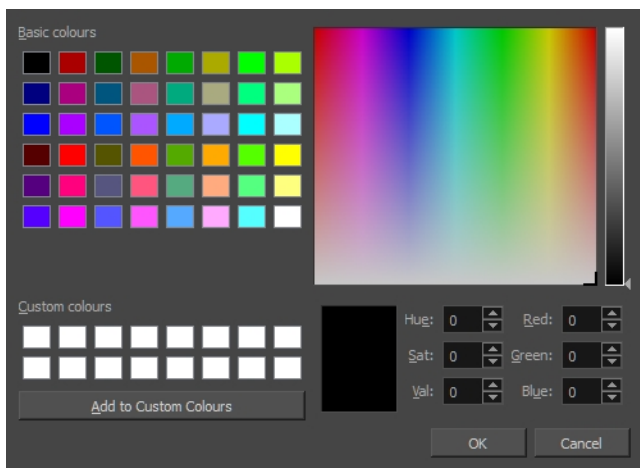 Basic colours
Custom colours
Add to Custom Colours
Hue: 0 Red: 0
Sat: 0 Green: 0
Val: 0 Blue: 0
OK Cancel